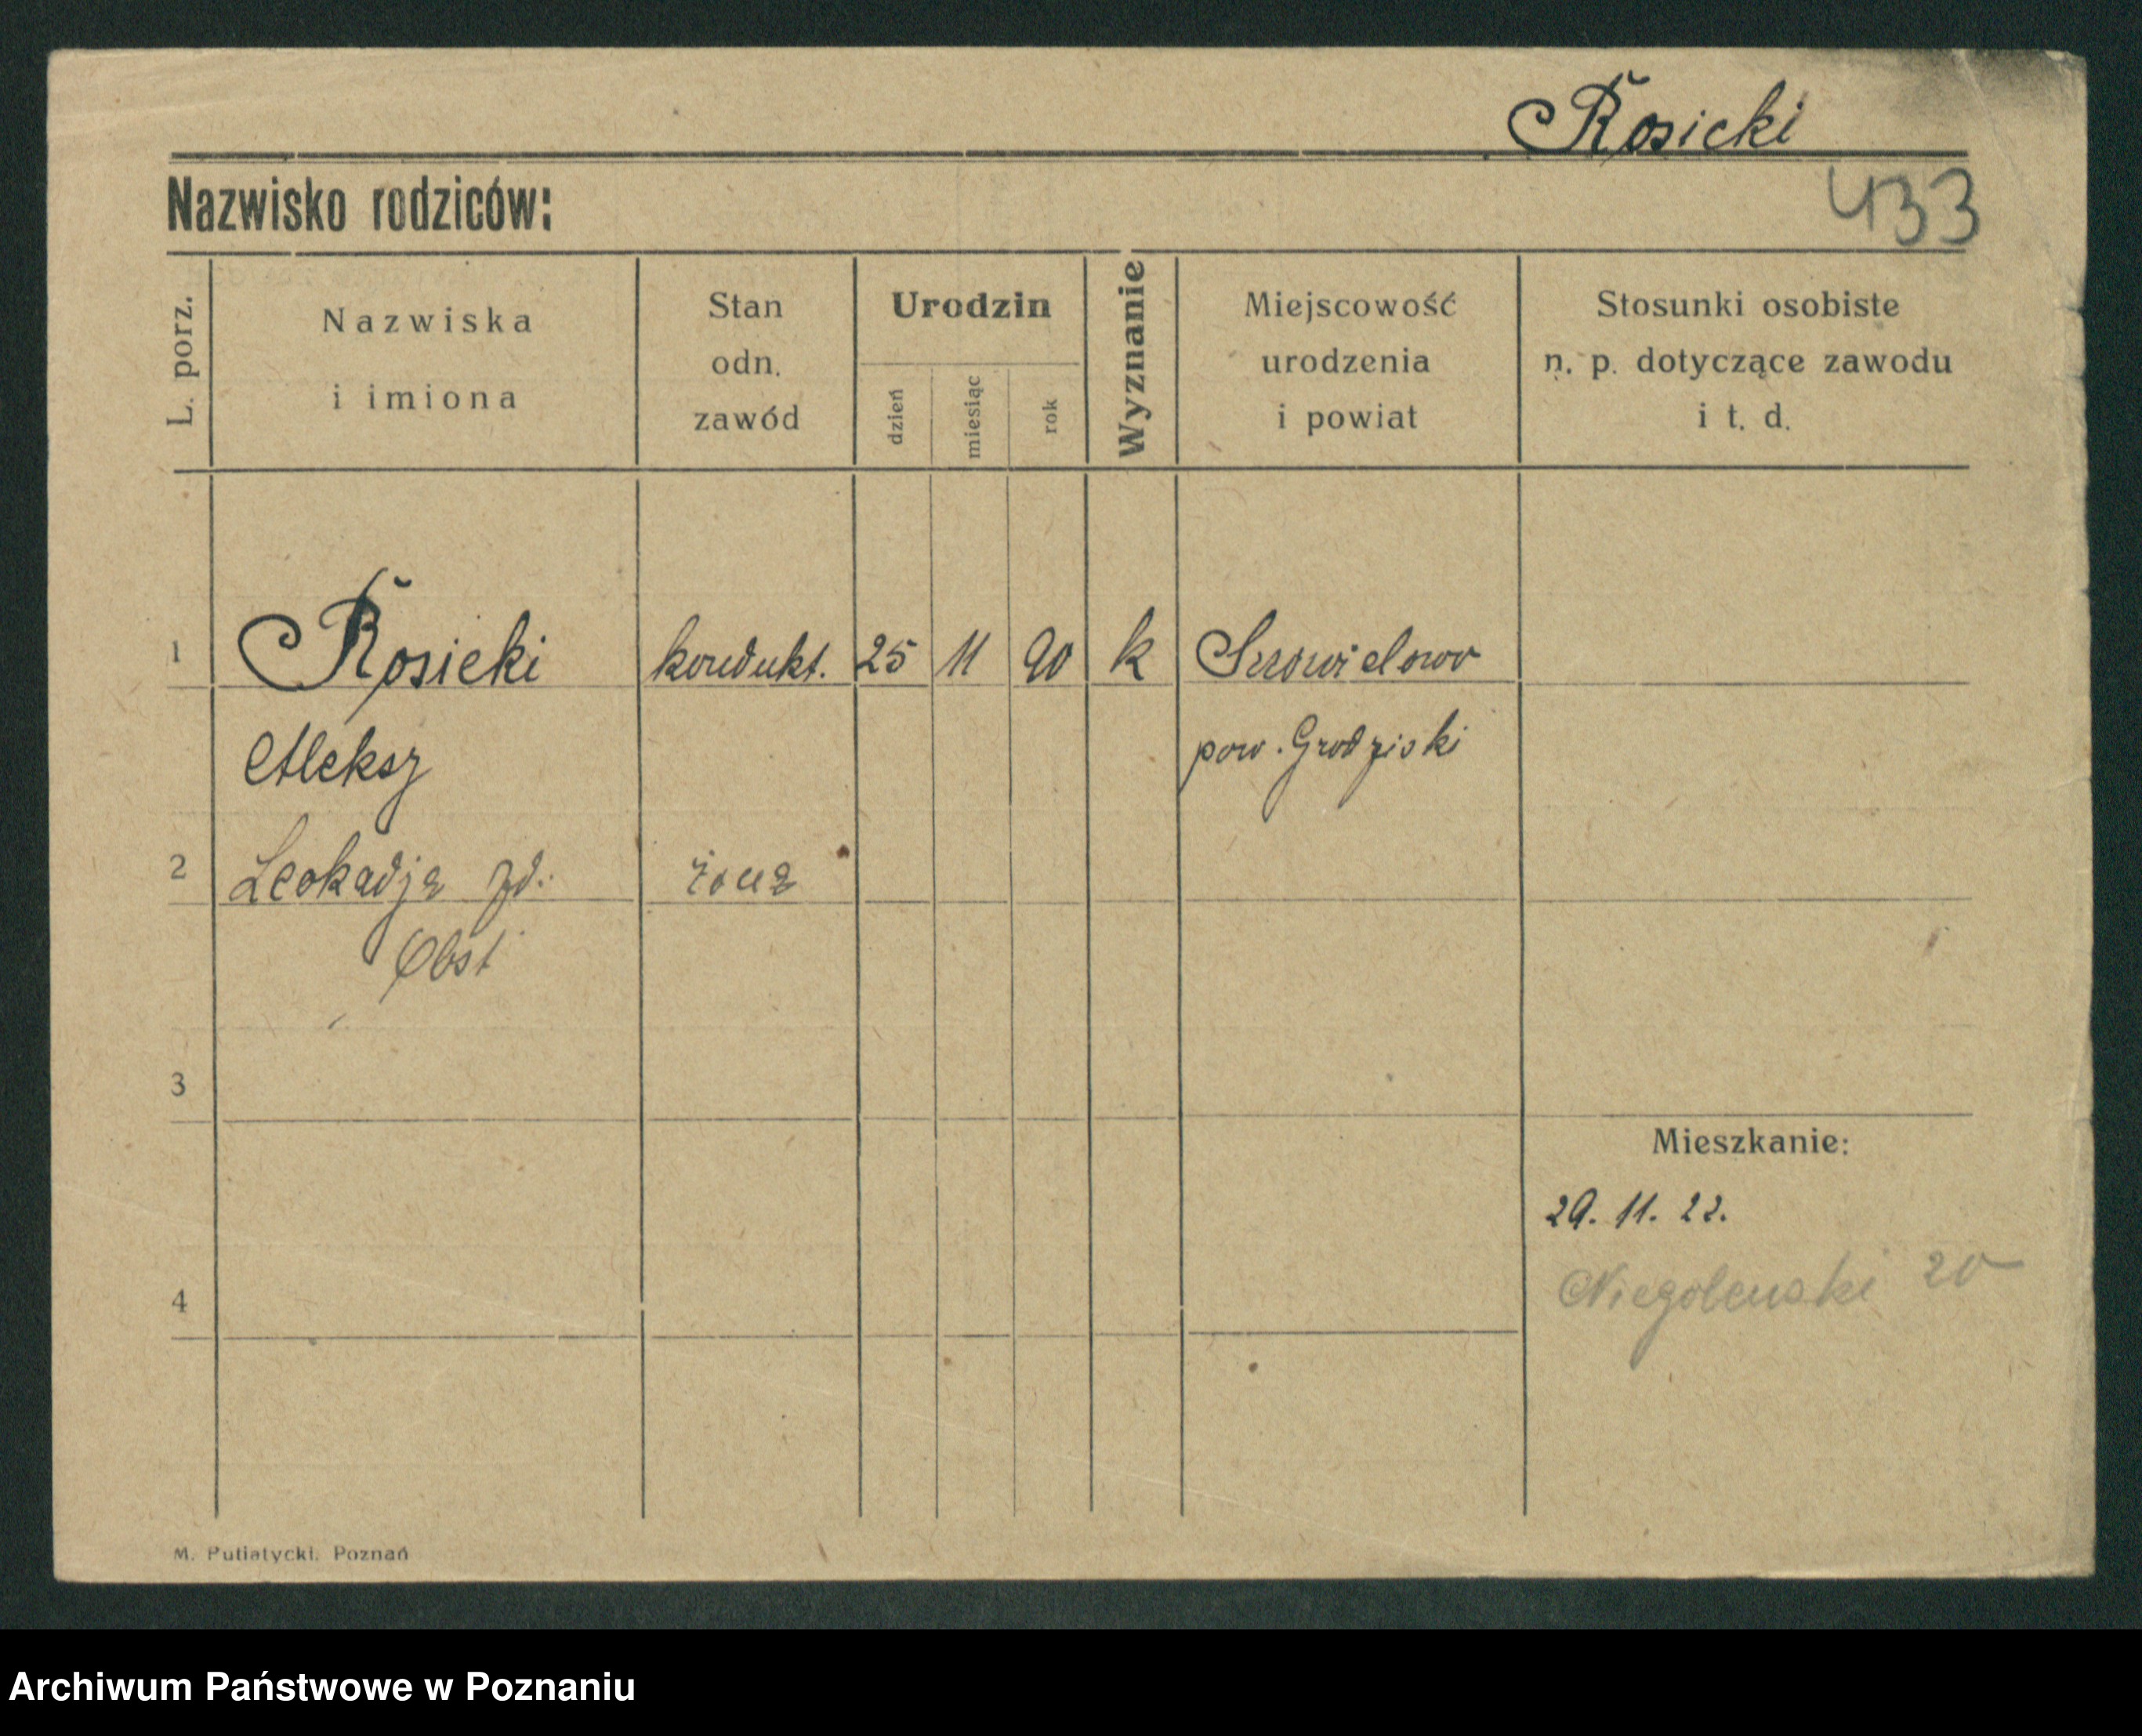 Rosicki
Nazwisko rodziców:
433
L. porz.
Nazwiska
i imiona
Stan
odn.
zawód
Urodzin
dzień
miesiąc
rok
Wyznanie
Miejscowość
urodzenia
i powiat
Stosunki osobiste
n. p. dotyczące zawodu
i t. d.
1 Rosicki kondukt. 25 11 90 k
Aleksy pow. Grodziski
2 Leokadja żona
Obst
3
Mieszkanie:
29. 11. 22.
20
4
M. Putiatycki. Poznań
Archiwum Państwowe w Poznaniu